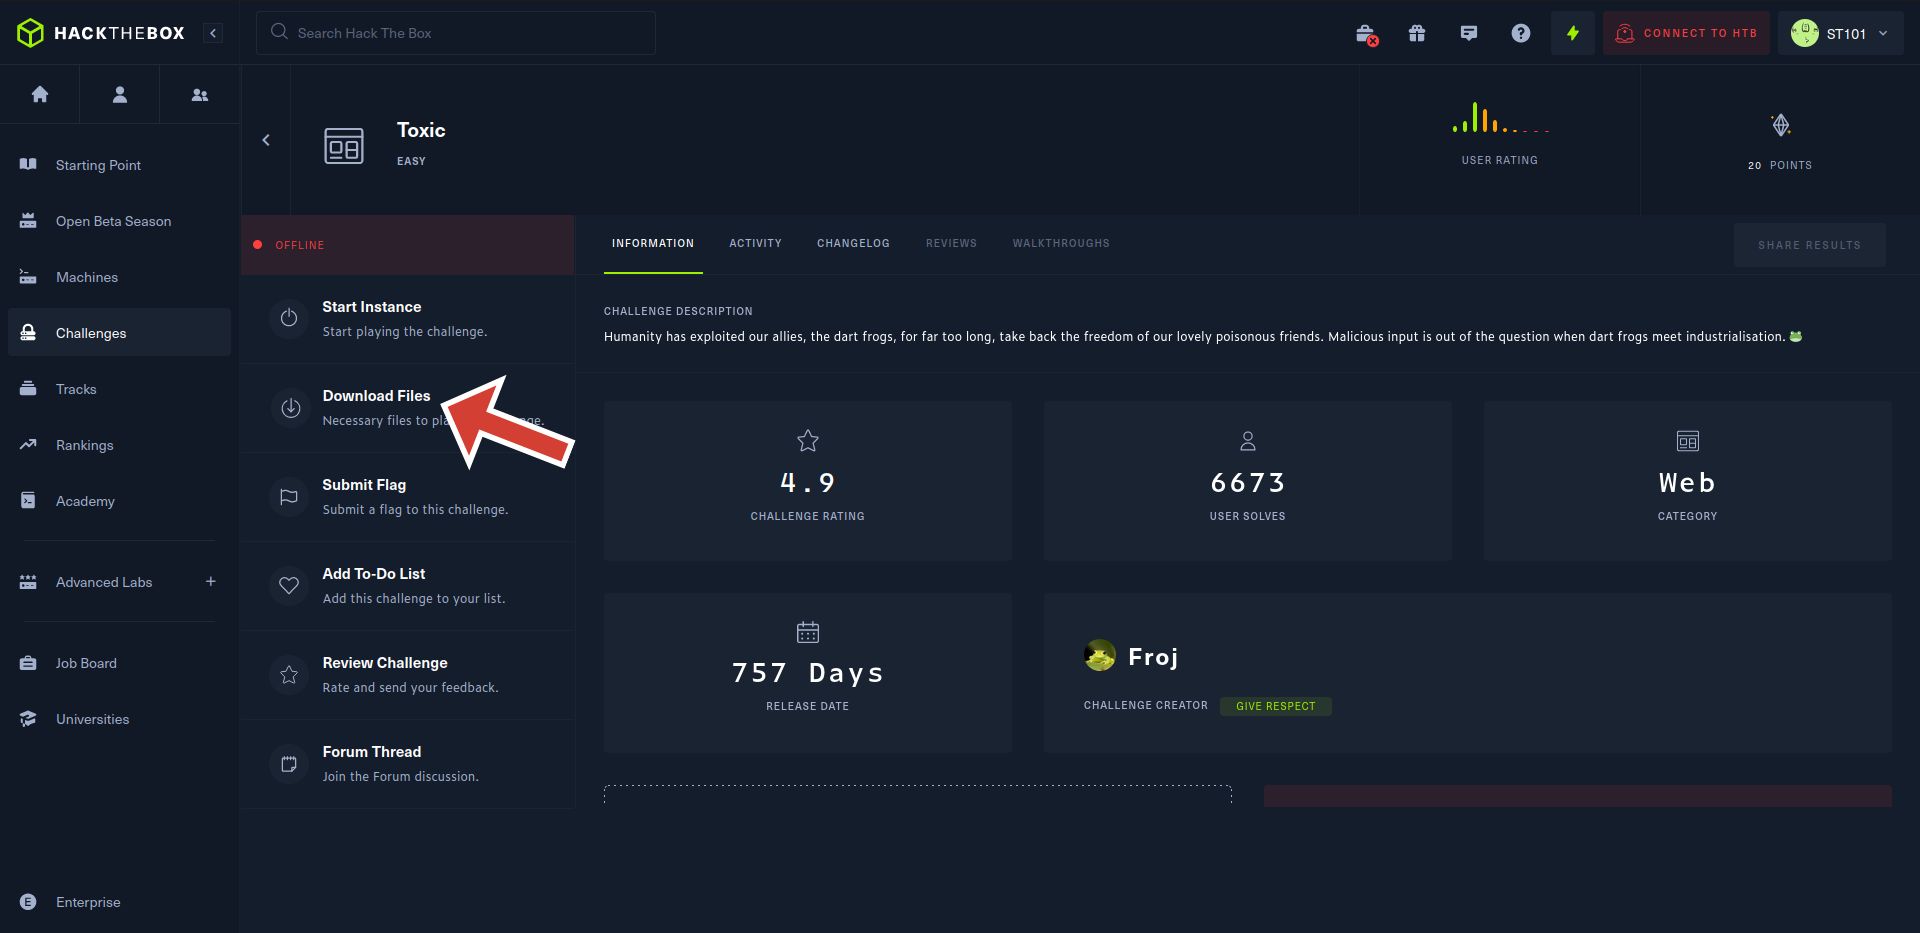 HACKTHEBOX
Search Hack The Box
CONNECT TO HTB
ST101
Toxic
EASY
USER RATING
20 POINTS
Starting Point
Open Beta Season
Machines
Challenges
Tracks
Rankings
Academy
Advanced Labs +
Job Board
Universities
E Enterprise
OFFLINE
Start Instance
Start playing the challenge.
Download Files
Necessary files to
Submit Flag
Submit a flag to this challenge.
Add To-Do List
Add this challenge to your list.
Review Challenge
Rate and send your feedback.
Forum Thread
Join the Forum discussion.
INFORMATION ACTIVITY CHANGELOG REVIEWS WALKTHROUGHS
SHARE RESULTS
CHALLENGE DESCRIPTION
Humanity has exploited our allies, the dart frogs, for far too long, take back the freedom of our lovely poisonous friends. Malicious input is out of the question when dart frogs meet industrialisation. 🐸
4.9
CHALLENGE RATING
6673
USER SOLVES
Web
CATEGORY
757 Days
RELEASE DATE
Froj
CHALLENGE CREATOR GIVE RESPECT